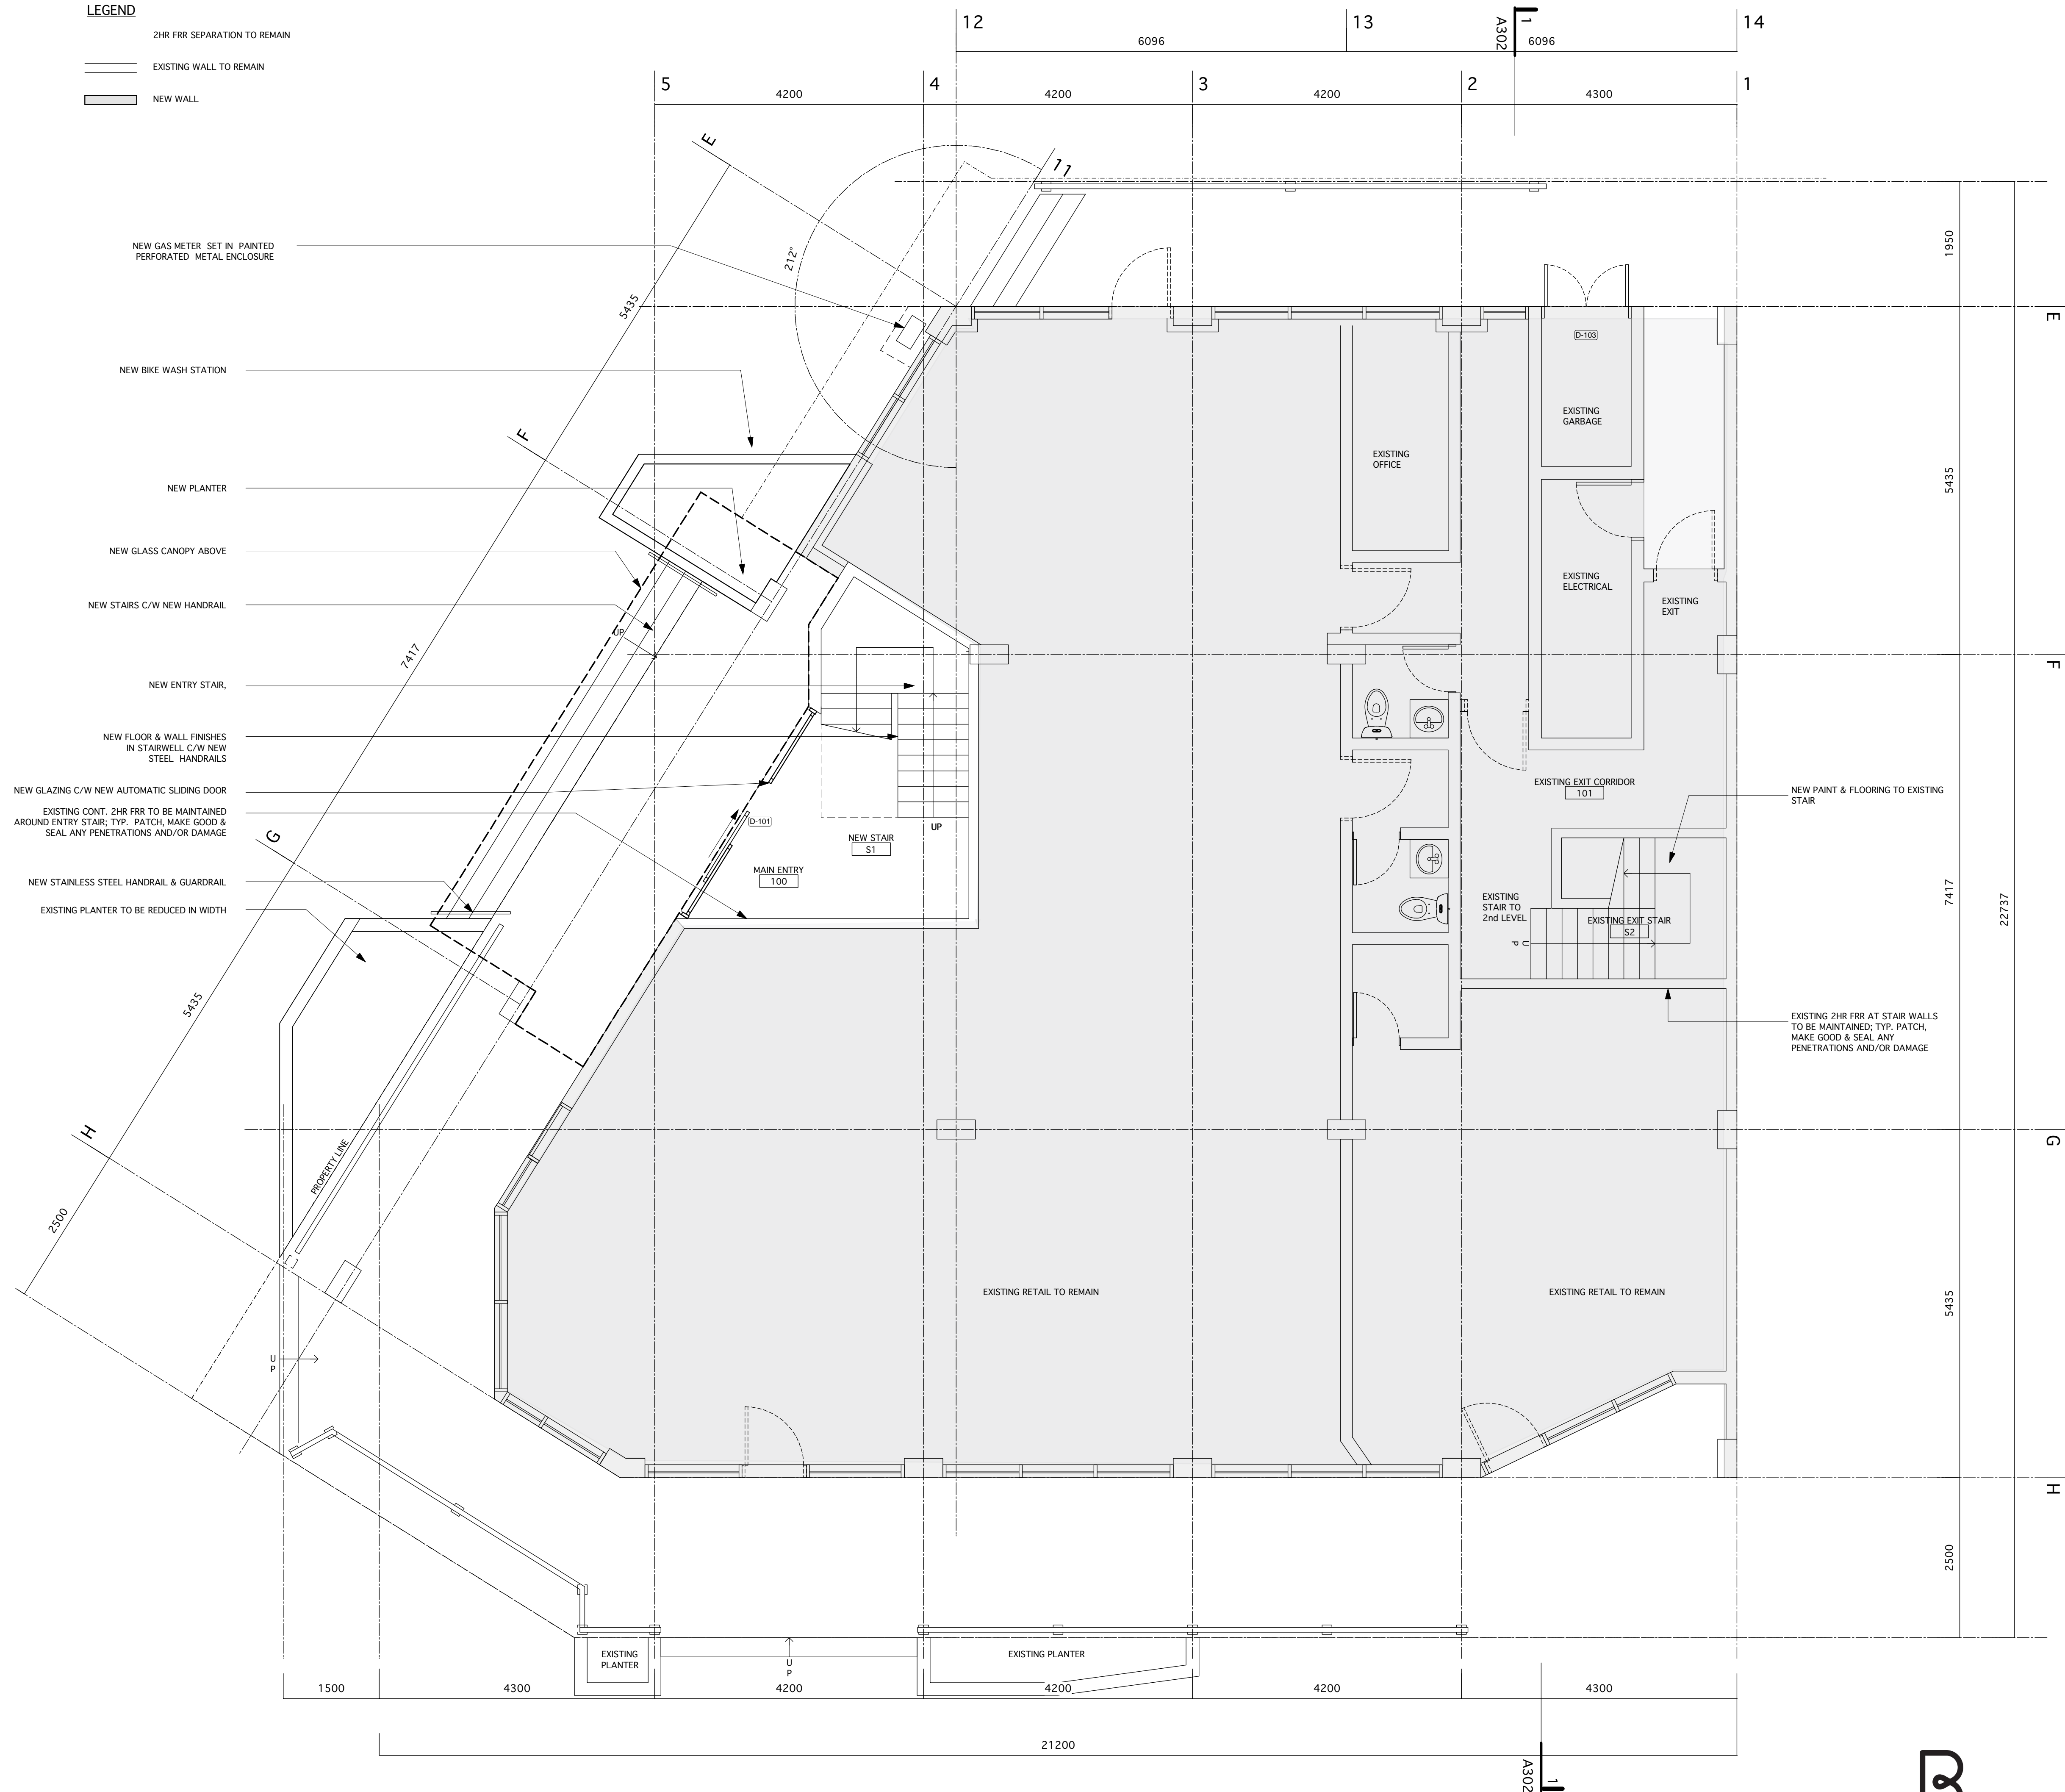 LEGEND
2HR FRR SEPARATION TO REMAIN
EXISTING WALL TO REMAIN
NEW WALL
12
13
14
6096
6096
1
A302
5
4
3
2
1
4200
4200
4200
4300
E
11
212°
5435
F
7417
G
5435
H
2500
NEW GAS METER SET IN PAINTED
PERFORATED METAL ENCLOSURE
NEW BIKE WASH STATION
NEW PLANTER
NEW GLASS CANOPY ABOVE
NEW STAIRS C/W NEW HANDRAIL
NEW ENTRY STAIR,
NEW FLOOR & WALL FINISHES
IN STAIRWELL C/W NEW
STEEL HANDRAILS
NEW GLAZING C/W NEW AUTOMATIC SLIDING DOOR
EXISTING CONT. 2HR FRR TO BE MAINTAINED
AROUND ENTRY STAIR; TYP. PATCH, MAKE GOOD &
SEAL ANY PENETRATIONS AND/OR DAMAGE
NEW STAINLESS STEEL HANDRAIL & GUARDRAIL
EXISTING PLANTER TO BE REDUCED IN WIDTH
UP
D-103
EXISTING
GARBAGE
EXISTING
OFFICE
EXISTING
ELECTRICAL
EXISTING
EXIT
EXISTING EXIT CORRIDOR
101
D-101
UP
NEW STAIR
S1
MAIN ENTRY
100
EXISTING
STAIR TO
2nd LEVEL
EXISTING EXIT STAIR
S2
U
P
NEW PAINT & FLOORING TO EXISTING
STAIR
EXISTING 2HR FRR AT STAIR WALLS
TO BE MAINTAINED; TYP. PATCH,
MAKE GOOD & SEAL ANY
PENETRATIONS AND/OR DAMAGE
PROPERTY LINE
EXISTING RETAIL TO REMAIN
EXISTING RETAIL TO REMAIN
U
P
1950
E
5435
F
7417
22737
G
5435
H
2500
EXISTING
PLANTER
U
P
EXISTING PLANTER
1500
4300
4200
4200
4200
4300
21200
A302
1